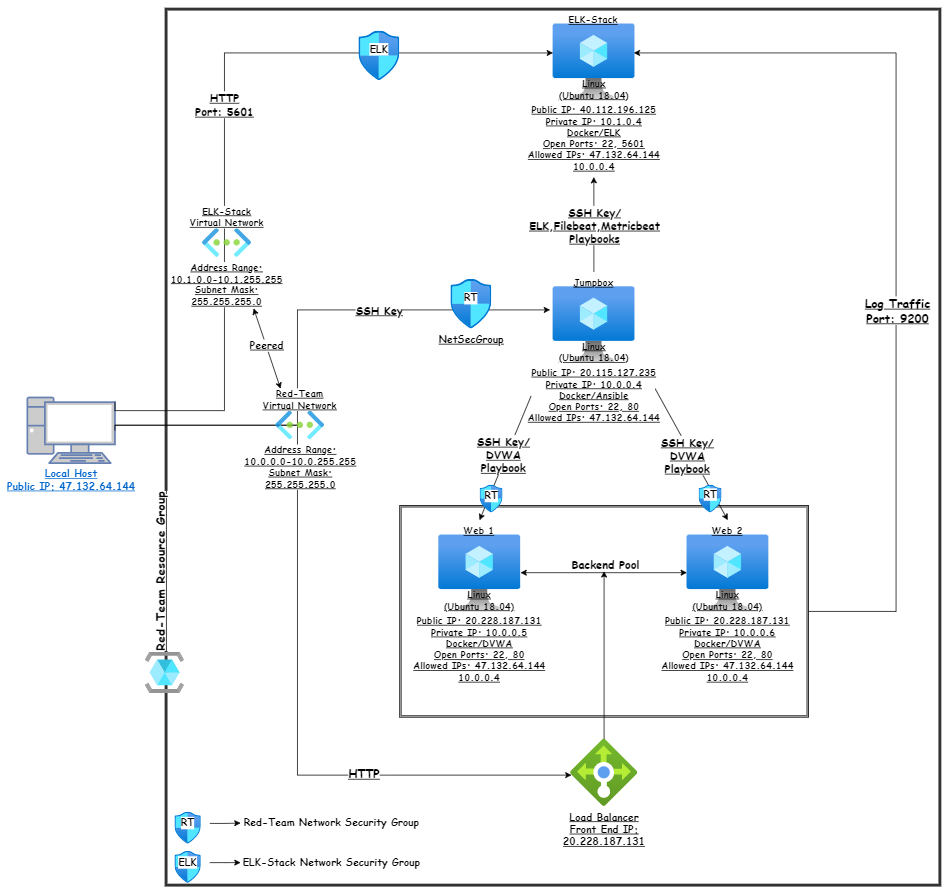 ELK-Stack
ELK
Linux
(Ubuntu 18.04)
Public IP: 40.112.196.125
Private IP: 10.1.0.4
Docker/ELK
Open Ports: 22, 5601
Allowed IPs: 47.132.64.144
10.0.0.4
HTTP
Port: 5601
ELK-Stack
Virtual Network
Address Range:
10.1.0.0-10.1.255.255
Subnet Mask:
255.255.255.0
SSH Key/
ELK,Filebeat,Metricbeat
Playbooks
Log Traffic
Port: 9200
Jumpbox
RT
SSH Key
NetSecGroup
Peered
Linux
(Ubuntu 18.04)
Public IP: 20.115.127.235
Private IP: 10.0.0.4
Docker/Ansible
Open Ports: 22, 80
Allowed IPs: 47.132.64.144
Red-Team
Virtual Network
Address Range:
10.0.0.0-10.0.255.255
Subnet Mask:
255.255.255.0
Local Host
Public IP: 47.132.64.144
SSH Key/
DVWA
Playbook
RT
SSH Key/
DVWA
Playbook
RT
Red-Team Resource Group
Web 1
Linux
(Ubuntu 18.04)
Public IP: 20.228.187.131
Private IP: 10.0.0.5
Docker/DVWA
Open Ports: 22, 80
Allowed IPs: 47.132.64.144
10.0.0.4
Backend Pool
Web 2
Linux
(Ubuntu 18.04)
Public IP: 20.228.187.131
Private IP: 10.0.0.6
Docker/DVWA
Open Ports: 22, 80
Allowed IPs: 47.132.64.144
10.0.0.4
HTTP
Load Balancer
Front End IP:
20.228.187.131
RT
Red-Team Network Security Group
ELK
ELK-Stack Network Security Group